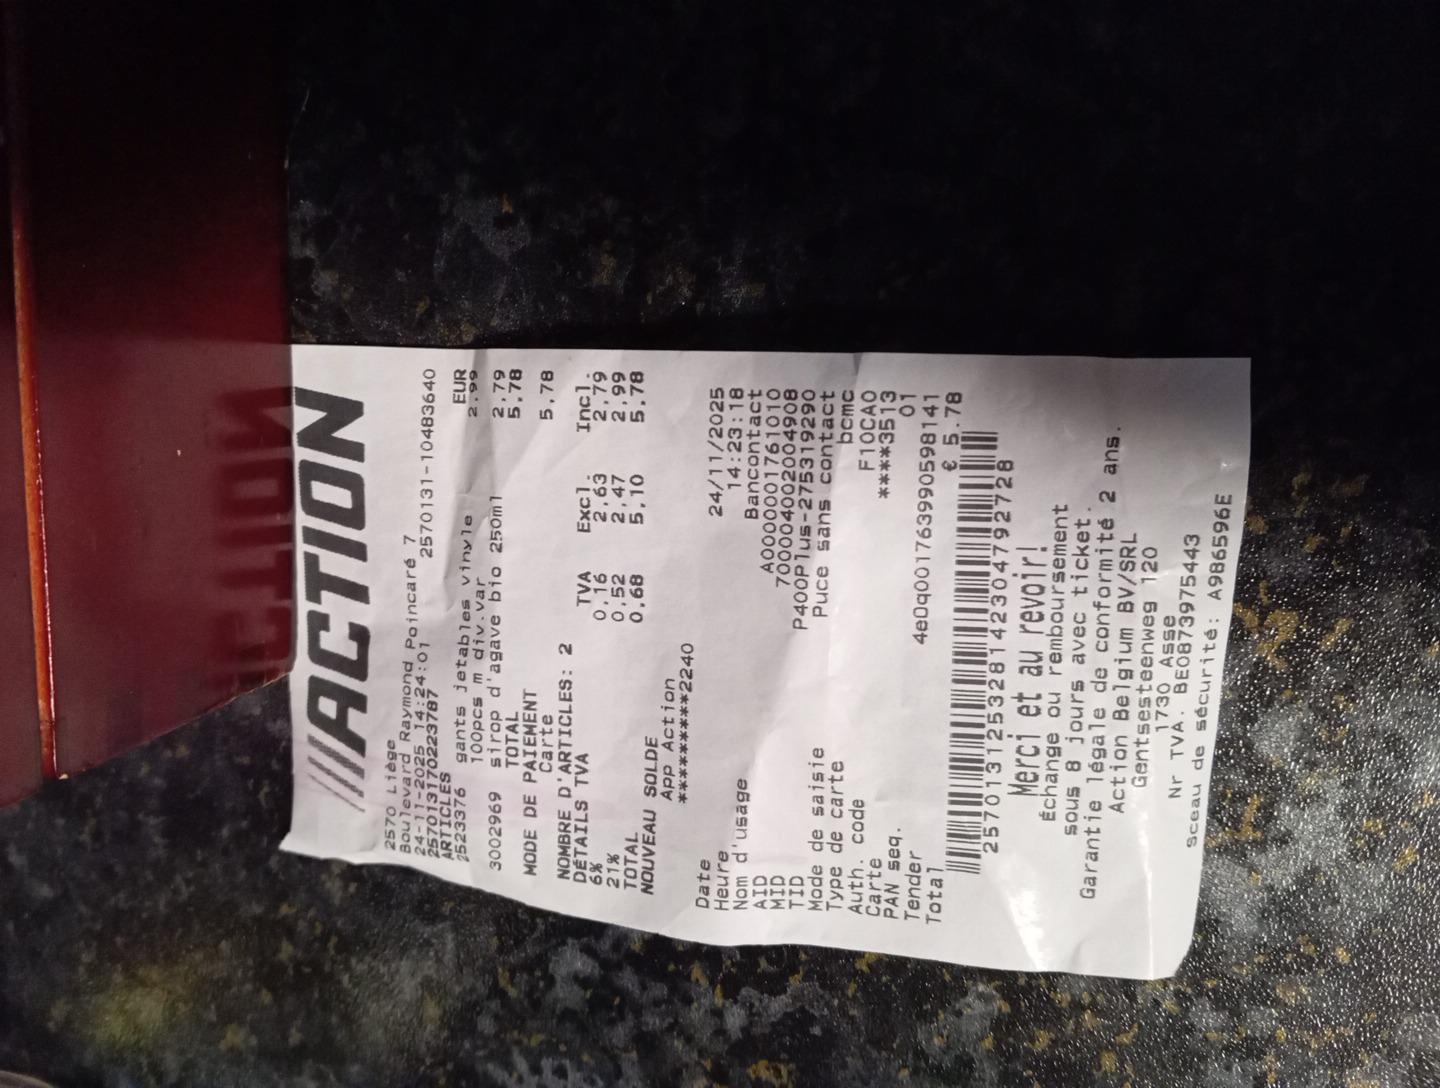 ACTION
2570 Liège
Boulevard Raymond Poincaré 7
24-11-2025 14:24:01 2570131-10483640
2570131702223787
ARTICLES EUR
2523376 gants jetables vinyle 2.99
100pcs m div.var
3002969 sirop d'agave bio 250ml 2,79
TOTAL 5,78
MODE DE PAIEMENT
Carte 5,78
NOMBRE D'ARTICLES: 2
DÉTAILS TVA TVA Excl. Incl.
6% 0,16 2,63 2,79
21% 0,52 2,47 2,99
TOTAL 0,68 5,10 5,78
NOUVEAU SOLDE
App Action
*********2240
Date 24/11/2025
Heure 14:23:18
Nom d'usage Bancontact
AID A0000001761010
MID 700004002004908
TID P400Plus-275319290
Mode de saisie Puce sans contact
Type de carte bcmc
Auth. code F10CA0
Carte ****3513
PAN seq. 01
Tender 4e0q001763990598141
Total € 5.78
257013125328142304792728
Merci et au revoir!
Échange ou remboursement
sous 8 jours avec ticket.
Garantie légale de conformité 2 ans.
Action Belgium BV/SRL
Gentsesteenweg 120
1730 Asse
Nr TVA. BE0873975443
Sceau de sécurité: A986596E